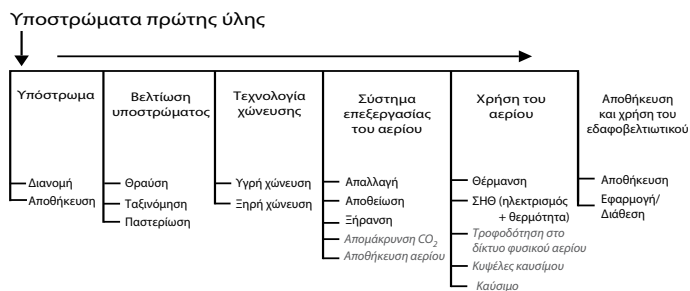 Υποστρώματα πρώτης ύλης
Υπόστρωμα
Διανομή
Αποθήκευση
Βελτίωση
υποστρώματος
Θραύση
Ταξινόμηση
Παστερίωση
Τεχνολογία
χώνευσης
Υγρή χώνευση
Ξηρή χώνευση
Σύστημα
επεξεργασίας
του αερίου
Απαλλαγή
Αποθείωση
Ξήρανση
Απομάκρυνση CO₂
Αποθήκευση αερίου
Χρήση του
αερίου
Θέρμανση
ΣΗΘ (ηλεκτρισμός
+ θερμότητα)
Τροφοδότηση στο
δίκτυο φυσικού αερίου
Κυψέλες καυσίμου
Καύσιμο
Αποθήκευση
και χρήση του
εδαφοβελτιωτικού
Αποθήκευση
Εφαρμογή/
Διάθεση